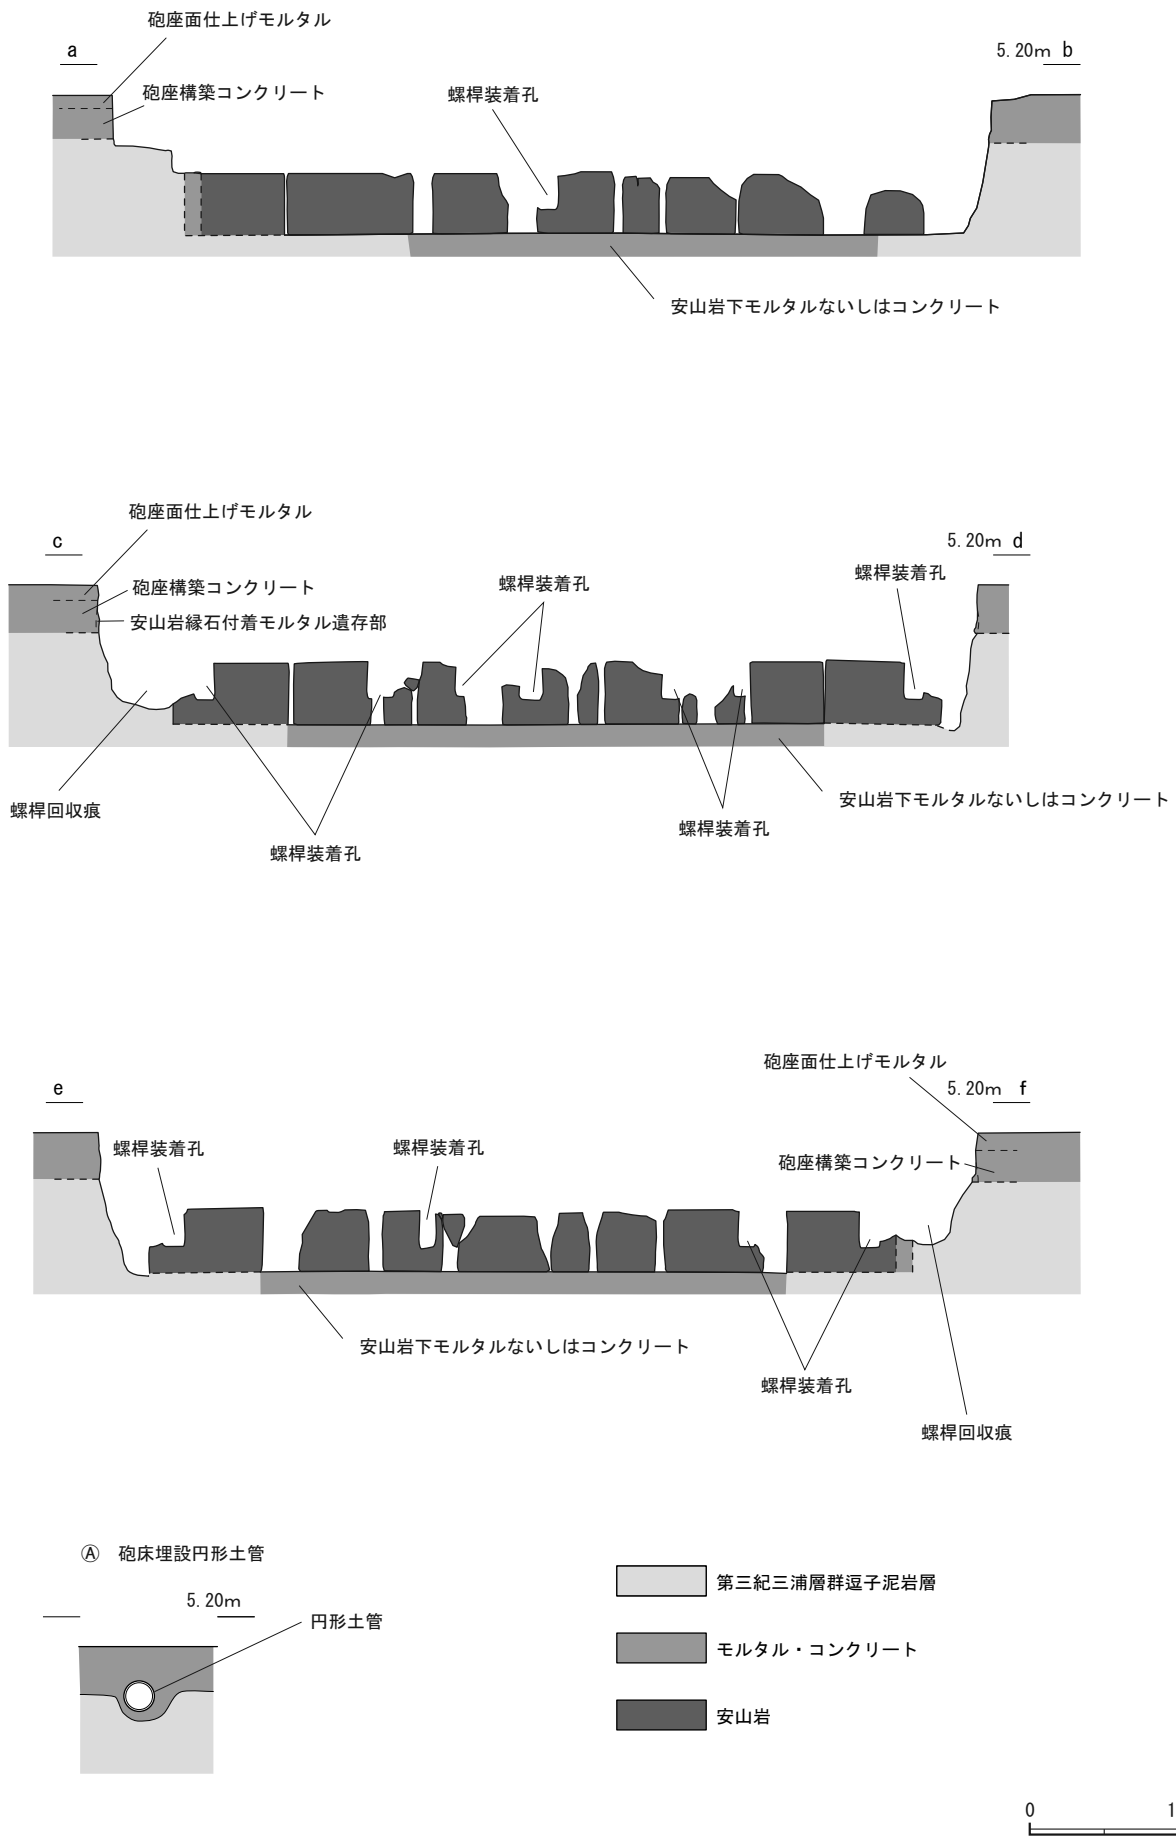 砲座面仕上げモルタル
a
5.20m b
砲座構築コンクリート
螺桿装着孔
安山岩下モルタルないしはコンクリート
砲座面仕上げモルタル
c
5.20m d
砲座構築コンクリート
螺桿装着孔
螺桿装着孔
安山岩縁石付着モルタル遺存部
螺桿回収痕
安山岩下モルタルないしはコンクリート
螺桿装着孔
螺桿装着孔
砲座面仕上げモルタル
e
5.20m f
螺桿装着孔
螺桿装着孔
砲座構築コンクリート
安山岩下モルタルないしはコンクリート
螺桿装着孔
螺桿回収痕
Ⓐ 砲床埋設円形土管
5.20m
円形土管
第三紀三浦層群逗子泥岩層
モルタル・コンクリート
安山岩
0 1